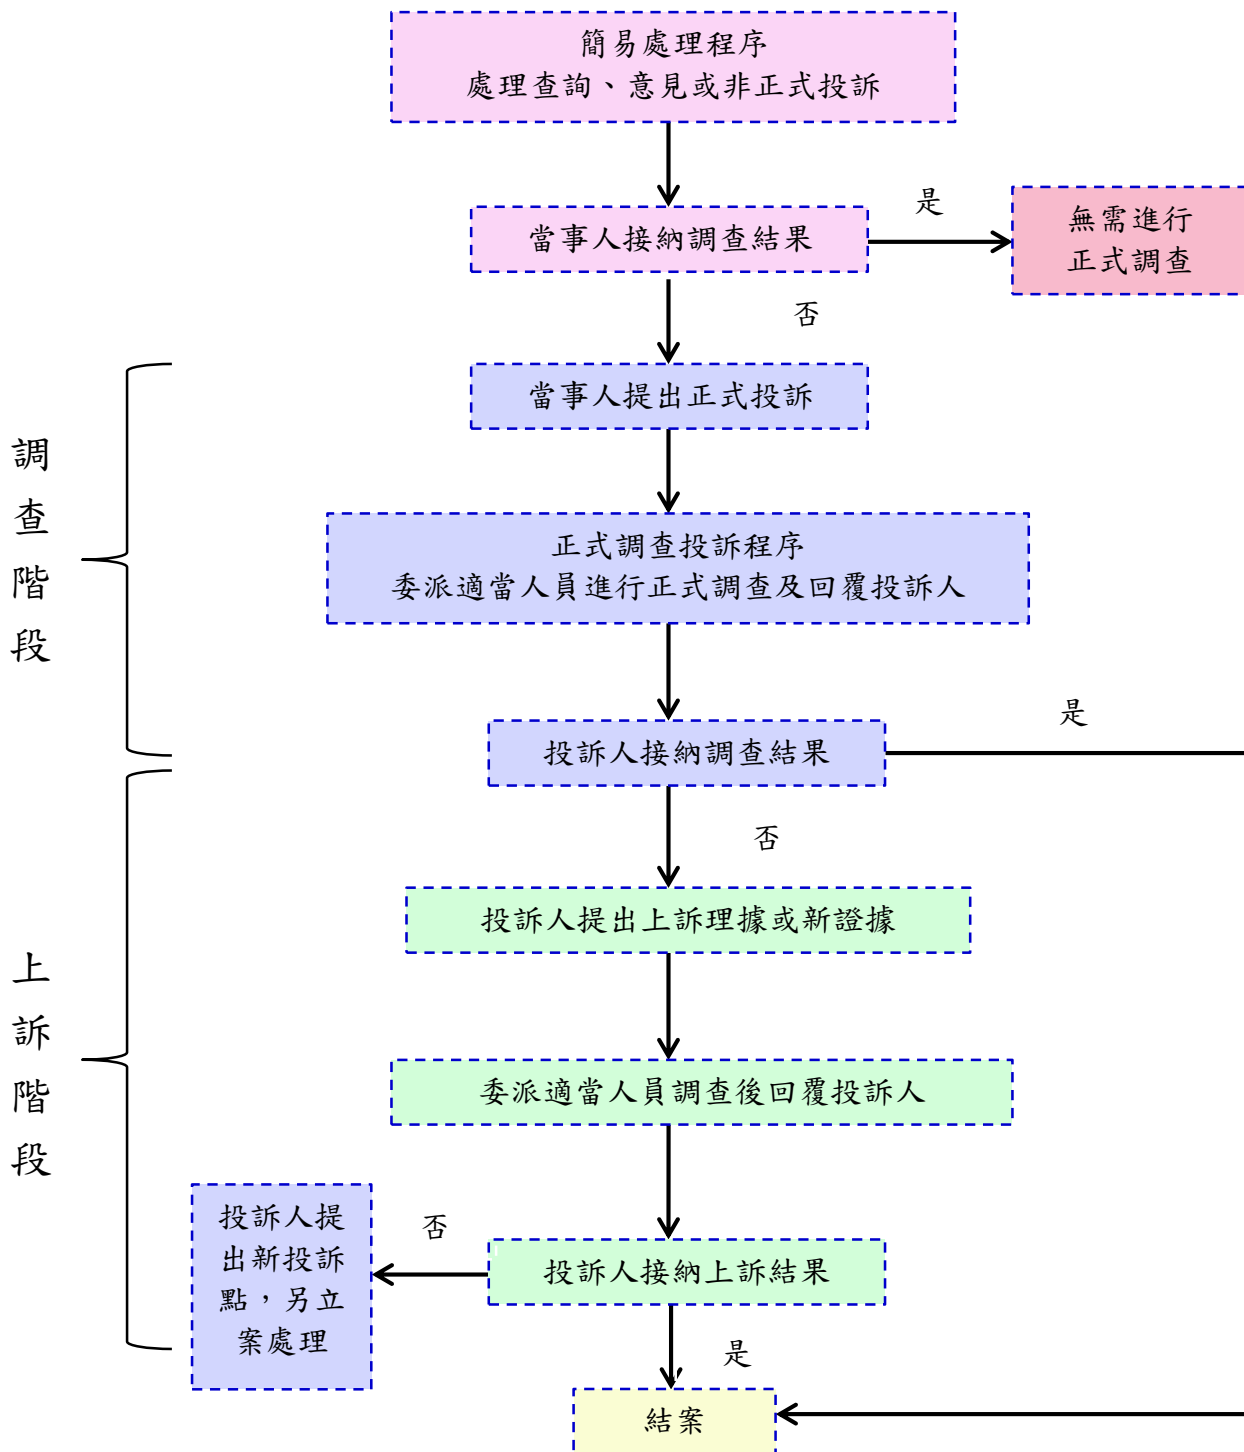 簡易處理程序
處理查詢、意見或非正式投訴
是
當事人接納調查結果
無需進行
正式調查
否
當事人提出正式投訴
調查階段
正式調查投訴程序
委派適當人員進行正式調查及回覆投訴人
是
投訴人接納調查結果
否
投訴人提出上訴理據或新證據
上訴階段
委派適當人員調查後回覆投訴人
投訴人提
出新投訴
點，另立
案處理
否
投訴人接納上訴結果
是
結案